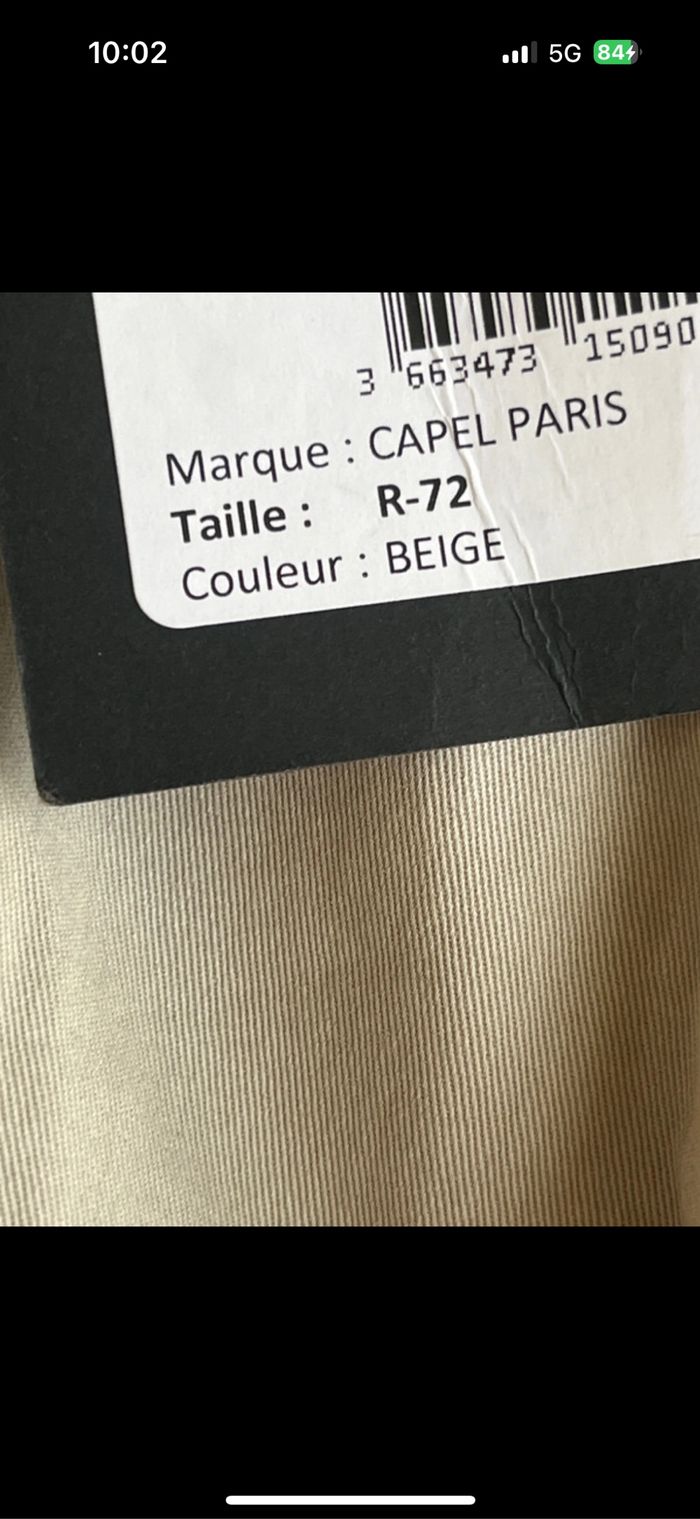 10:02 5G 84
3 663473 15090
Marque : CAPEL PARIS
Taille : R-72
Couleur : BEIGE